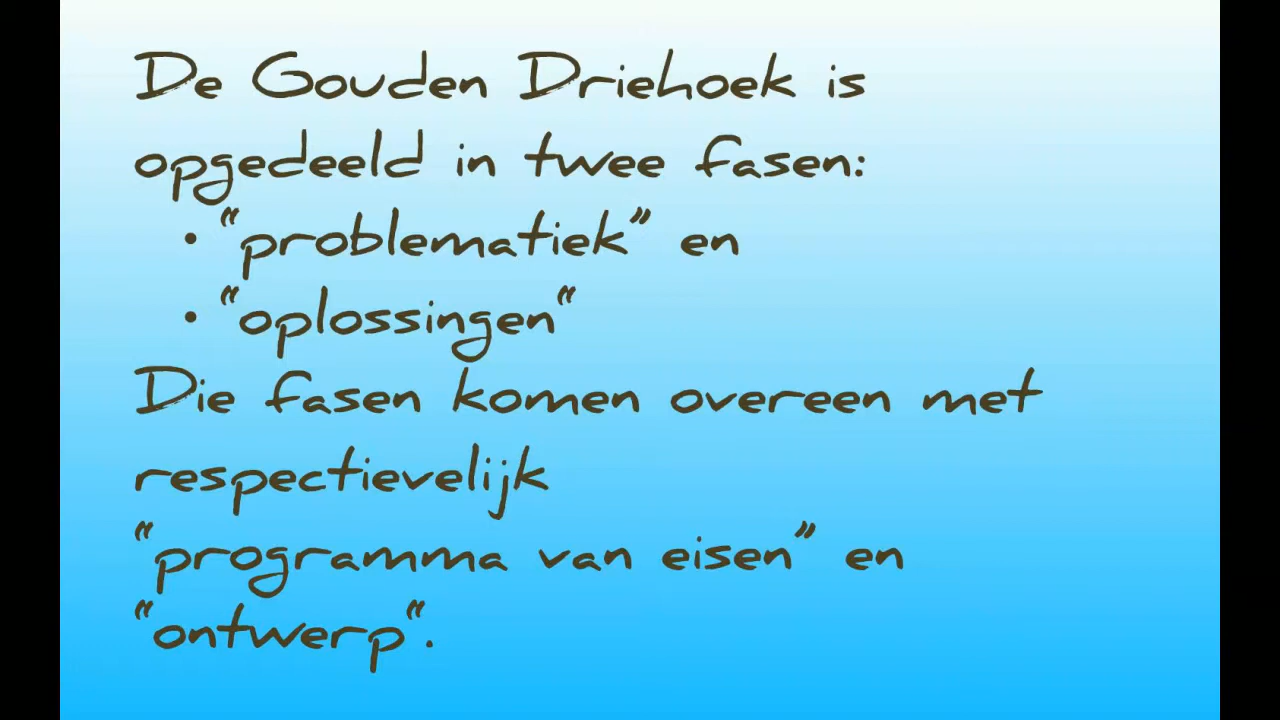 De Gouden Driehoek is
opgedeeld in twee fasen:
• “problematiek” en
• “oplossingen“
Die fasen komen overeen met
respectievelijk
“programma van eisen” en
“ontwerp“.